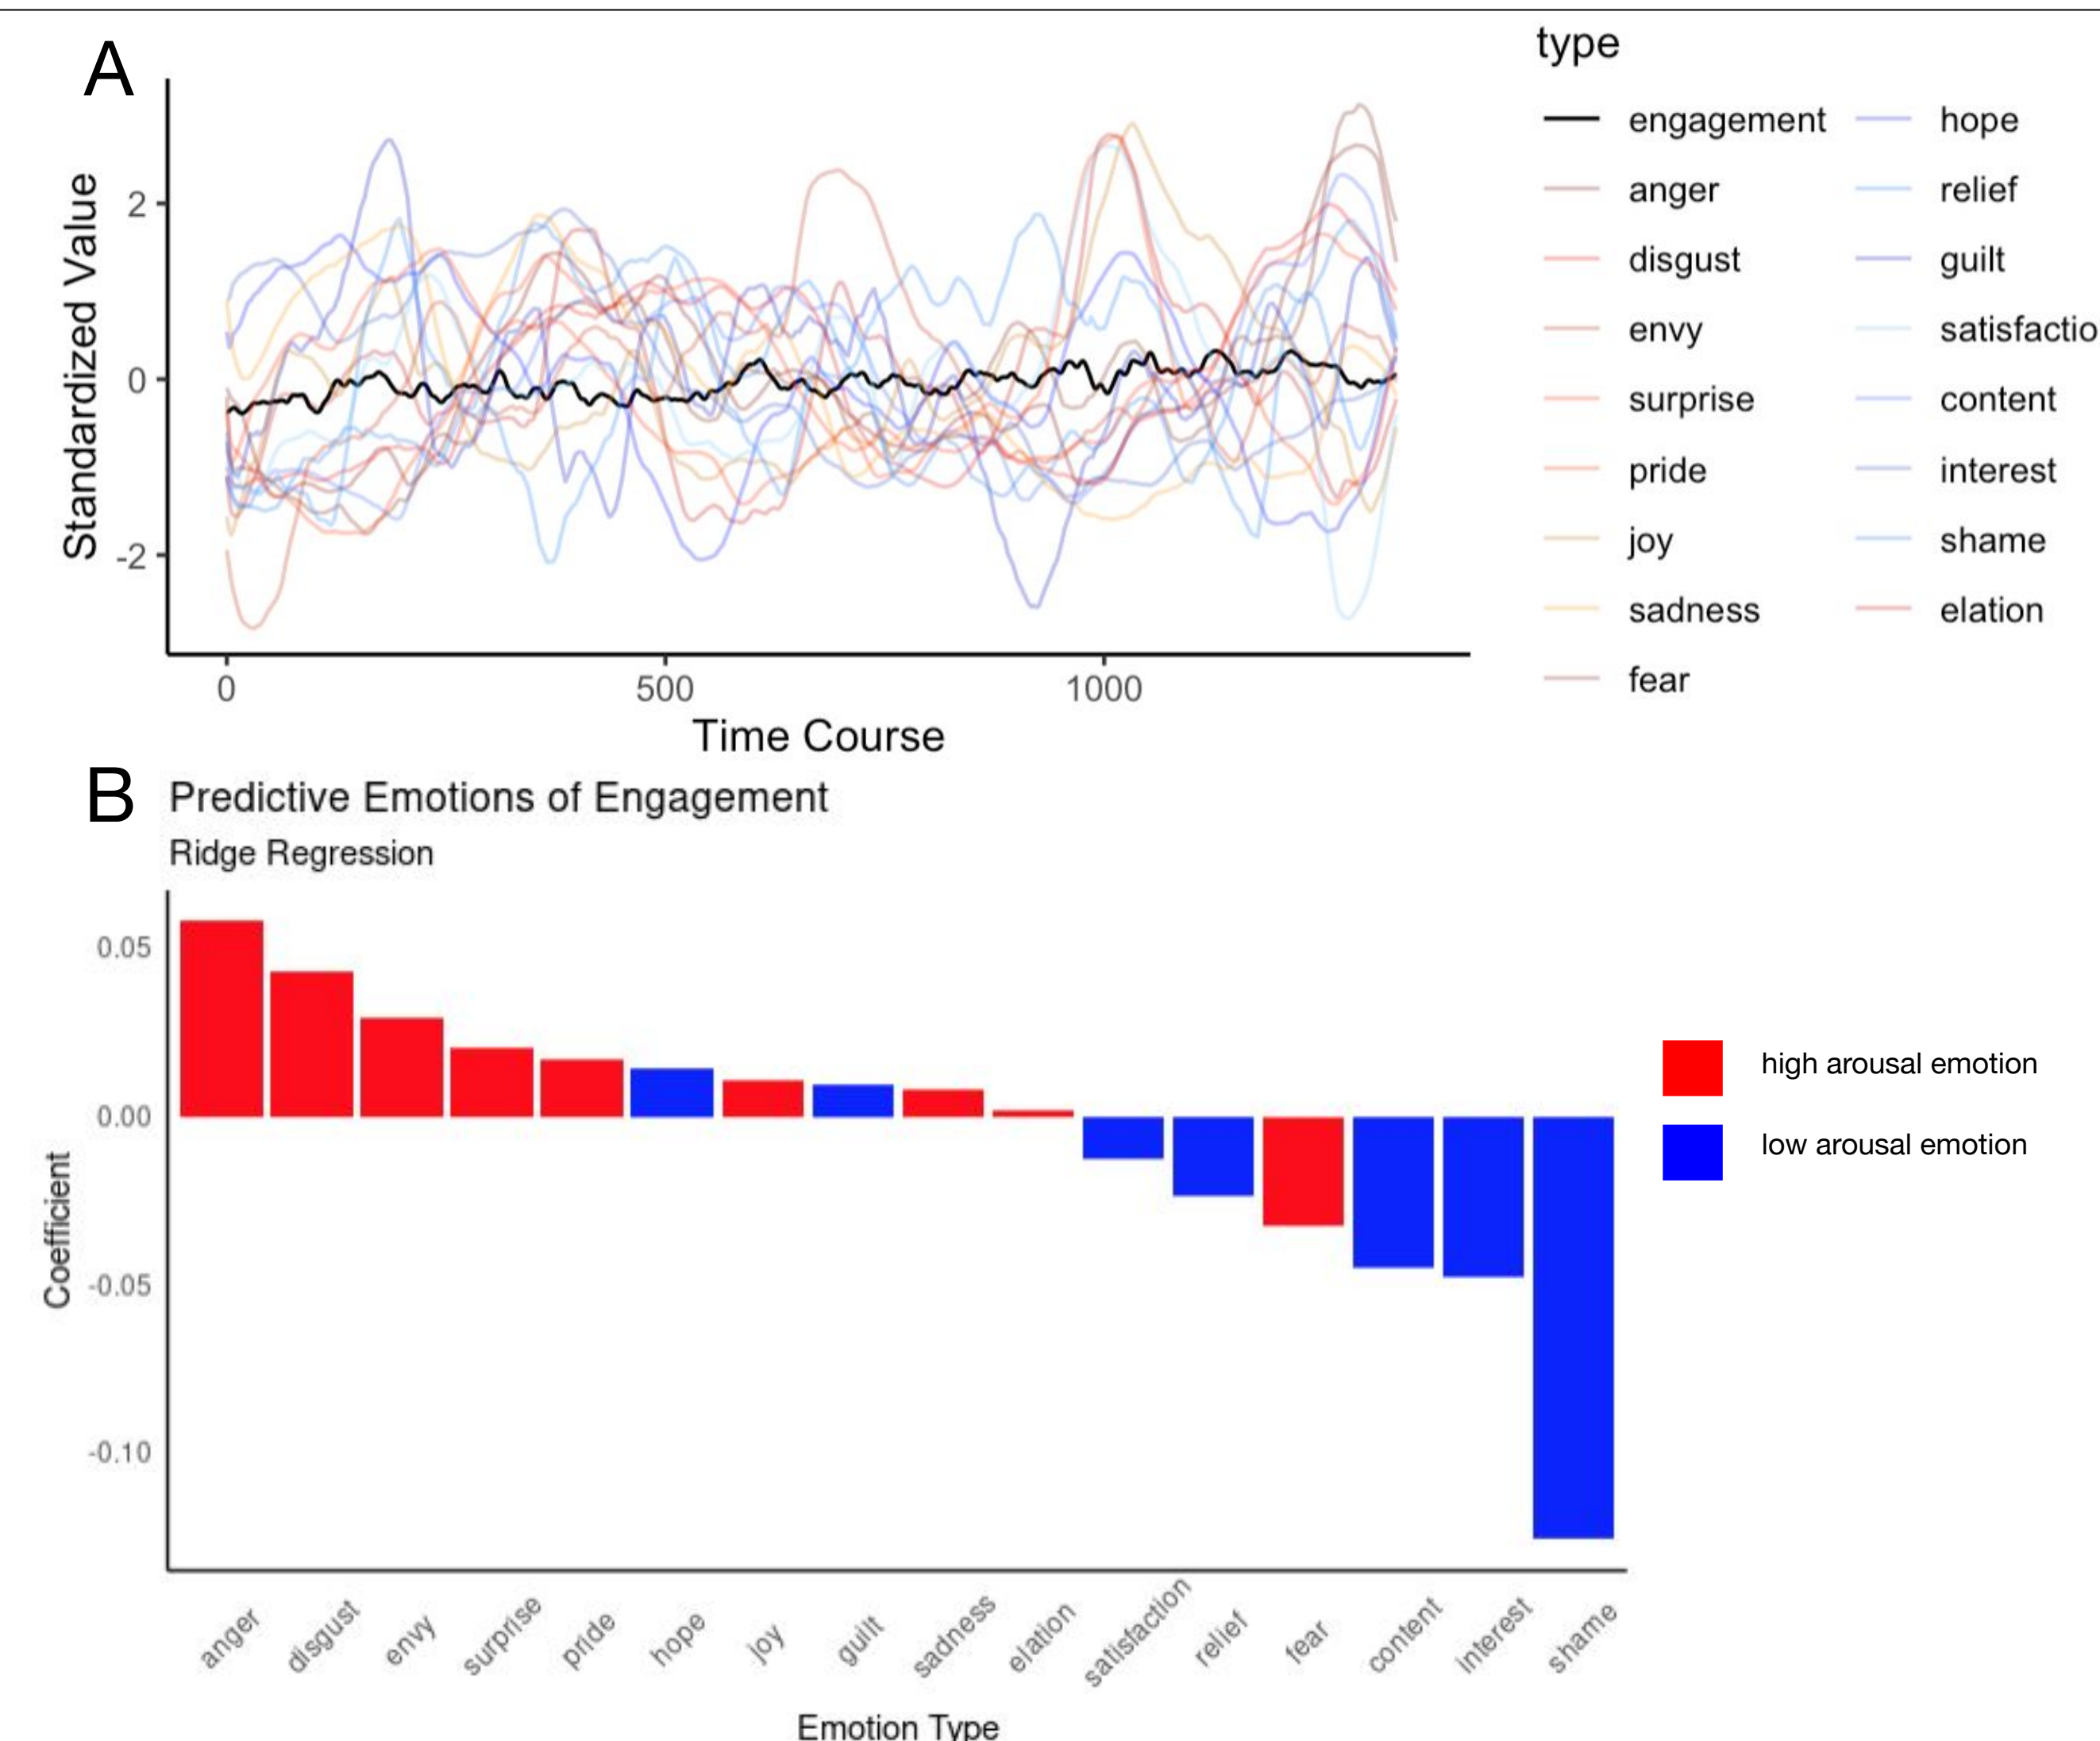 A
type
Standardized Value
2
0
-2
0
500
1000
Time Course
engagement
anger
disgust
envy
surprise
pride
joy
sadness
fear
hope
relief
guilt
satisfactio
content
interest
shame
elation
B
Predictive Emotions of Engagement
Ridge Regression
Coefficient
0.05
0.00
-0.05
-0.10
high arousal emotion
low arousal emotion
anger
disgust
envy
surprise
pride
hope
joy
guilt
sadness
elation
satisfaction
relief
fear
content
interest
shame
Emotion Type